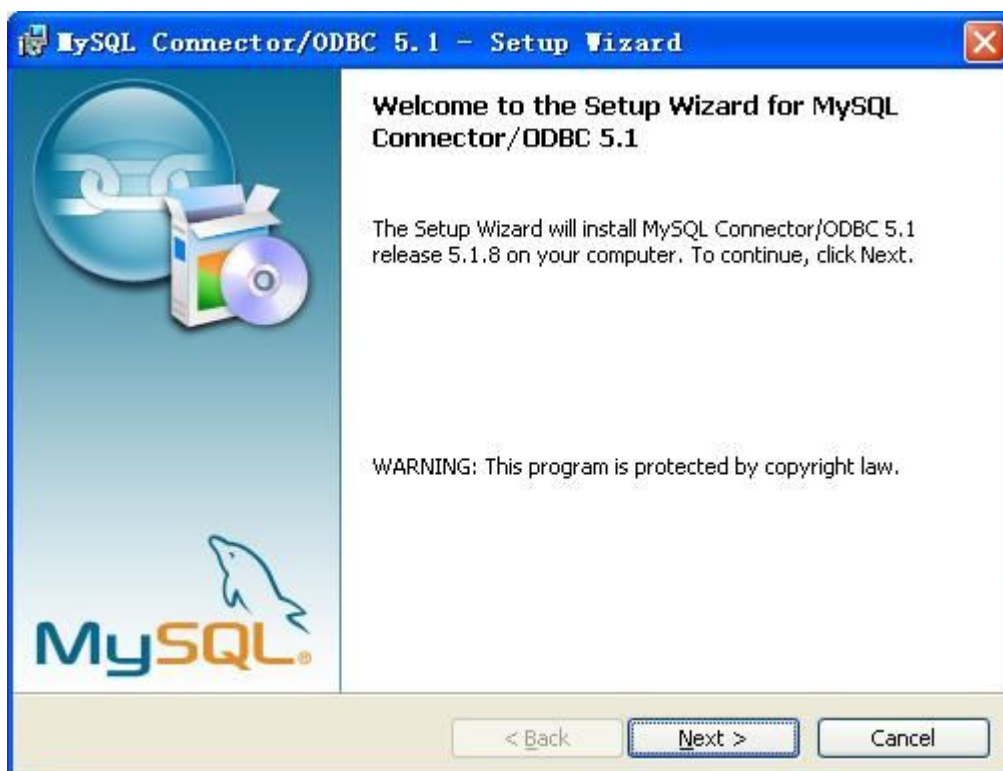 MySQL Connector/ODBC 5.1 - Setup Wizard
Welcome to the Setup Wizard for MySQL
Connector/ODBC 5.1
The Setup Wizard will install MySQL Connector/ODBC 5.1
release 5.1.8 on your computer. To continue, click Next.
WARNING: This program is protected by copyright law.
MySQL®
< Back
Next >
Cancel